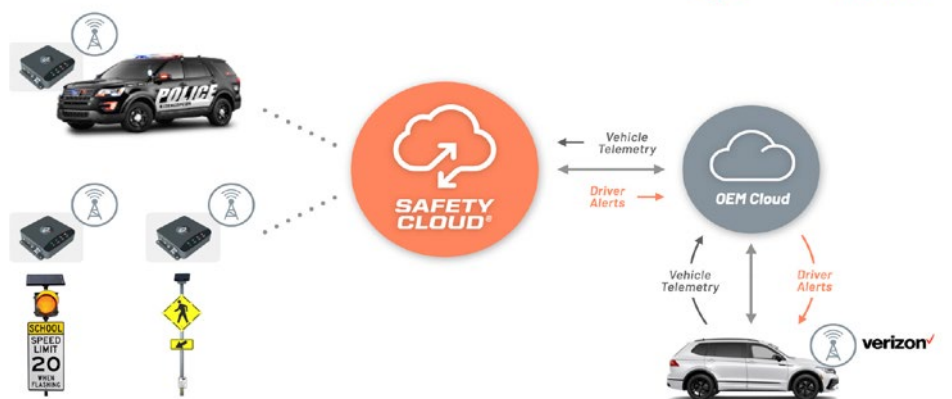 POLICE
Vehicle
Telemetry
Driver
Alerts
SAFETY
CLOUD®
OEM Cloud
Vehicle
Telemetry
Driver
Alerts
SCHOOL
SPEED
LIMIT
20
WHEN
FLASHING
verizon✓